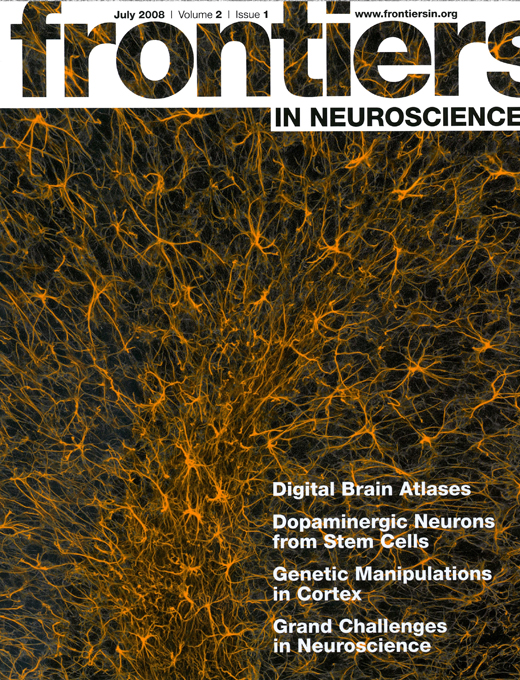 July 2008 | Volume 2 | Issue 1
www.frontiersin.org
frontiers
IN NEUROSCIENCE
Digital Brain Atlases
Dopaminergic Neurons
from Stem Cells
Genetic Manipulations
in Cortex
Grand Challenges
in Neuroscience